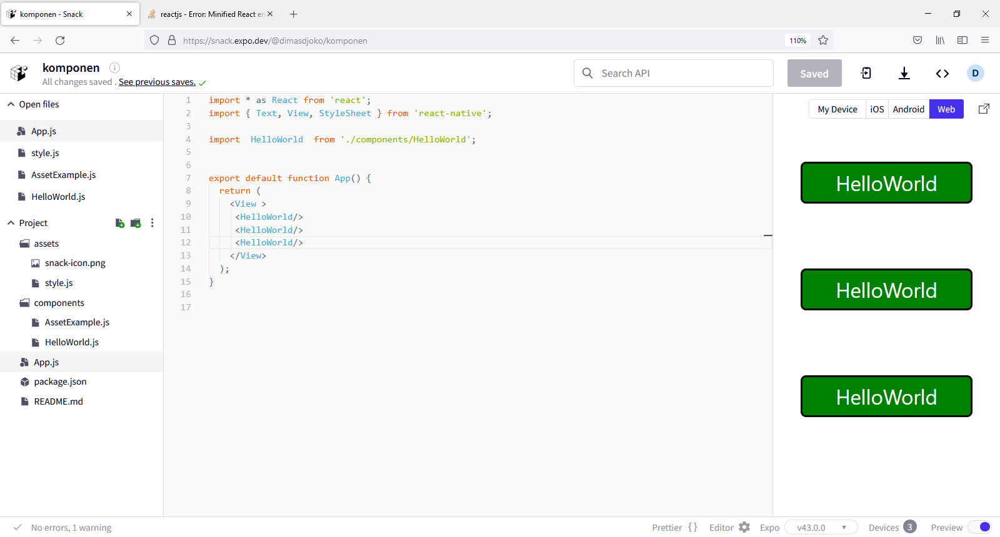 komponen - Snack
reactjs - Error: Minified React er
https://snack.expo.dev/@dimasdjoko/komponen
110%
komponen
All changes saved . See previous saves.
Search API
Saved
D
Open files
App.js
style.js
AssetExample.js
HelloWorld.js
Project
assets
snack-icon.png
style.js
components
AssetExample.js
HelloWorld.js
App.js
package.json
README.md
1 import * as React from 'react';
2 import { Text, View, StyleSheet } from 'react-native';
3
4 import  HelloWorld  from './components/HelloWorld';
5
6
7 export default function App() {
8   return (
9     <View >
10      <HelloWorld/>
11      <HelloWorld/>
12      <HelloWorld/>
13    </View>
14  );
15 }
16
17
My Device iOS Android Web
HelloWorld
HelloWorld
HelloWorld
No errors, 1 warning
Prettier {} Editor Expo v43.0.0 Devices 3 Preview